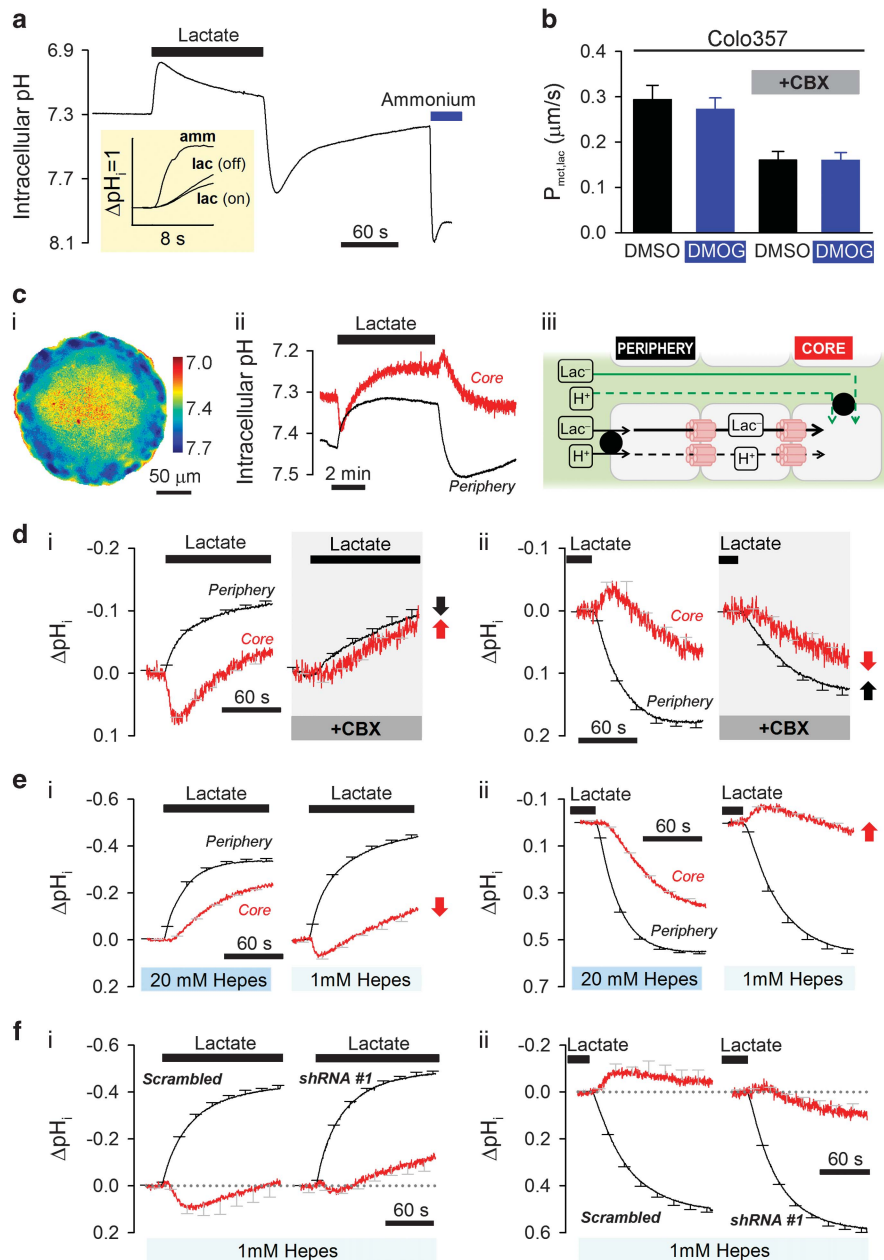 a
Lactate
6.9
7.3
7.7
8.1
Intracellular pH
Ammonium
amm
lac (off)
lac (on)
ΔpHi=1
8 s
60 s
b
Colo357
+CBX
Pmct,lac (μm/s)
0.4
0.3
0.2
0.1
0.0
DMSO
DMOG
DMSO
DMOG
c
i
7.0
7.4
7.7
50 μm
ii
Lactate
Intracellular pH
7.2
7.3
7.4
7.5
Core
Periphery
2 min
iii
PERIPHERY
CORE
Lac⁻
H⁺
Lac⁻
H⁺
Lac⁻
H⁺
d
i
ΔpHi
-0.2
-0.1
0.0
0.1
Lactate
Periphery
Core
60 s
Lactate
+CBX
ii
ΔpHi
-0.1
0.0
0.1
0.2
Lactate
Core
Periphery
60 s
Lactate
+CBX
e
i
ΔpHi
-0.6
-0.4
-0.2
0.0
Lactate
Periphery
Core
60 s
20 mM Hepes
Lactate
1mM Hepes
ii
ΔpHi
-0.1
0.1
0.3
0.5
0.7
Lactate
60 s
Core
Periphery
20 mM Hepes
Lactate
1mM Hepes
f
i
ΔpHi
-0.6
-0.4
-0.2
0.0
0.2
Lactate
Scrambled
Lactate
shRNA #1
60 s
1mM Hepes
ii
ΔpHi
-0.2
0.0
0.2
0.4
0.6
Lactate
Lactate
60 s
Scrambled
shRNA #1
1mM Hepes